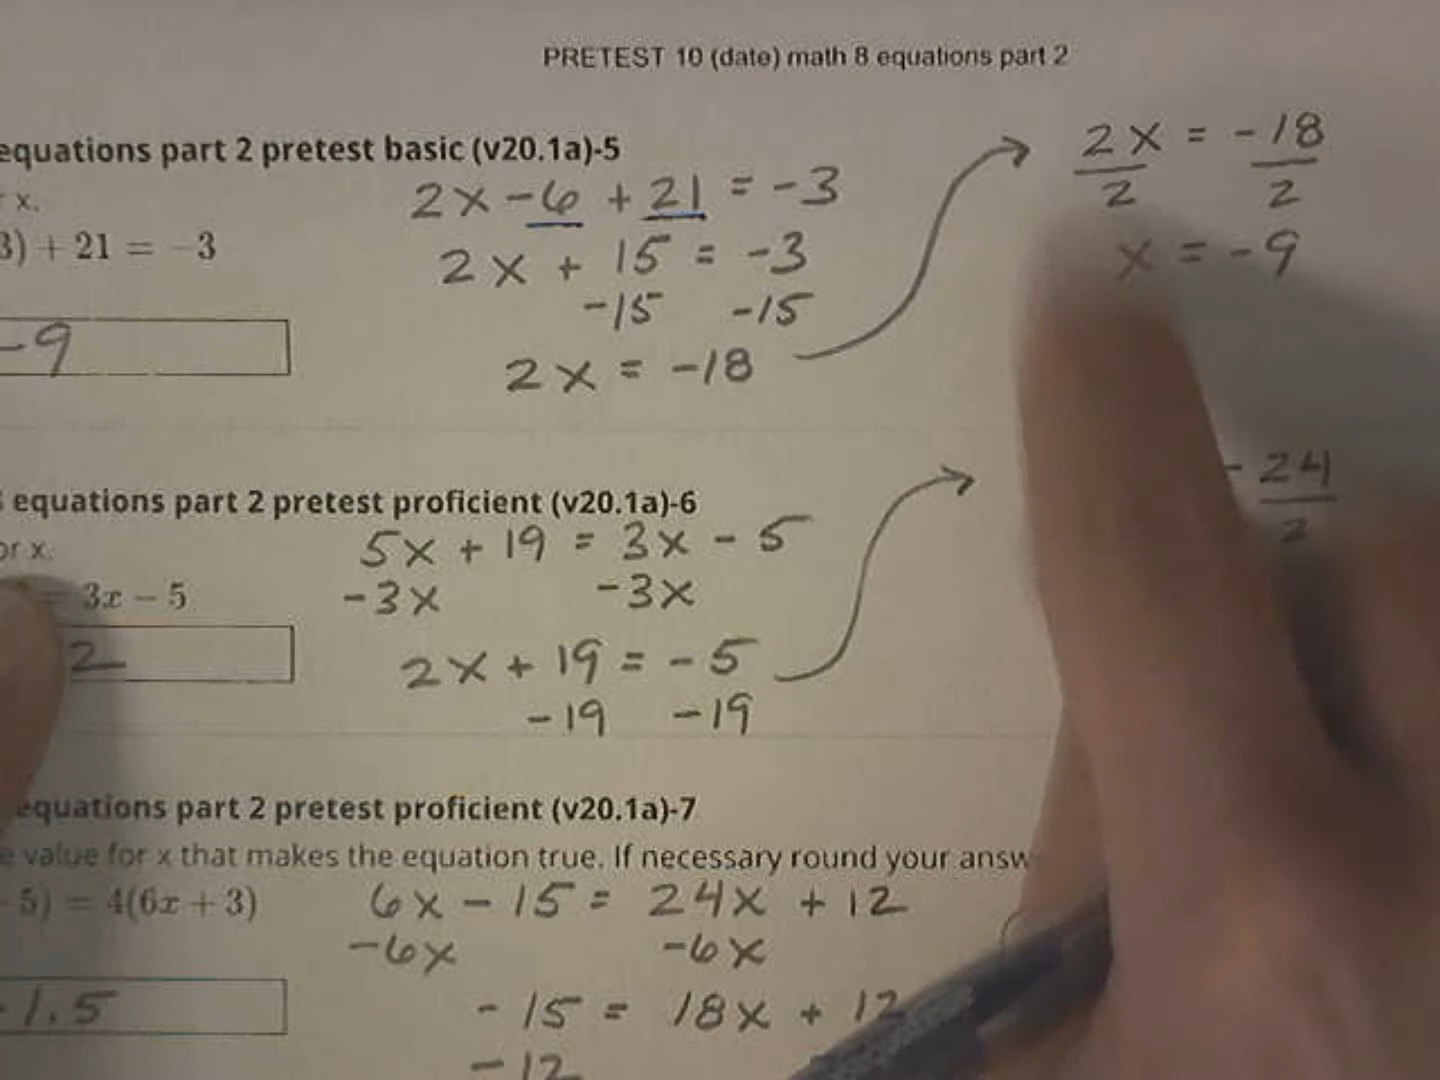 PRETEST 10 (date) math 8 equations part 2
equations part 2 pretest basic (v20.1a)-5
x.
3) + 21 = -3
-9
2x - 6 + 21 = -3
2x + 15 = -3
-15 -15
2x = -18
2x = -18
2 2
x = -9
equations part 2 pretest proficient (v20.1a)-6
or x.
= 3x - 5
2
5x + 19 = 3x - 5
-3x -3x
2x + 19 = -5
-19 -19
- 24
2
equations part 2 pretest proficient (v20.1a)-7
value for x that makes the equation true. If necessary round your answ
5) = 4(6x + 3)
-1.5
6x - 15 = 24x + 12
-6x -6x
-15 = 18x + 12
-12